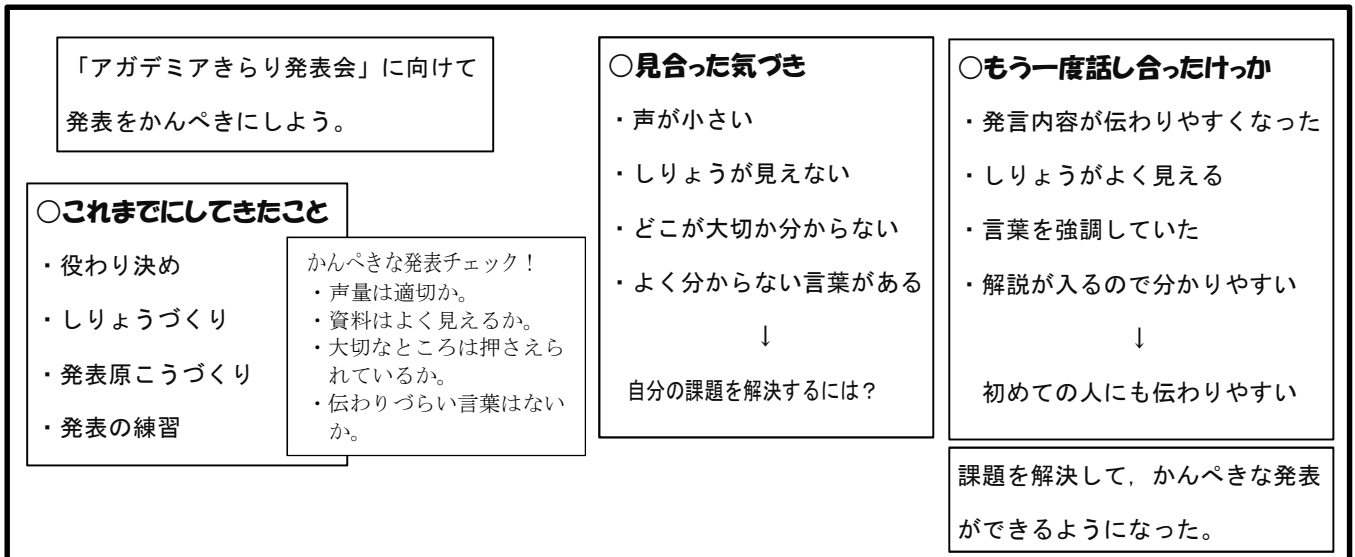 「アガデミアきらり発表会」に向けて
発表をかんぺきにしよう。
○これまでにしてきたこと
・役わり決め
・しりょうづくり
・発表原こうづくり
・発表の練習
かんぺきな発表チェック！
・声量は適切か。
・資料はよく見えるか。
・大切なところは押さえら
れているか。
・伝わりづらい言葉はない
か。
○見合った気づき
・声が小さい
・しりょうが見えない
・どこが大切か分からない
・よく分からない言葉がある
↓
自分の課題を解決するには？
○もう一度話し合ったけっか
・発言内容が伝わりやすくなった
・しりょうがよく見える
・言葉を強調していた
・解説が入るので分かりやすい
↓
初めての人にも伝わりやすい
課題を解決して，かんぺきな発表
ができるようになった。